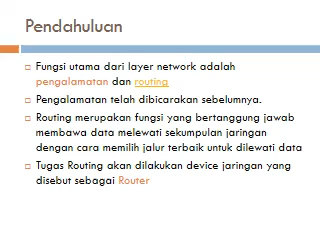 Pendahuluan
Fungsi utama dari layer network adalah
pengalamatan dan routing
Pengalamatan telah dibicarakan sebelumnya.
Routing merupakan fungsi yang bertanggung jawab
membawa data melewati sekumpulan jaringan
dengan cara memilih jalur terbaik untuk dilewati data
Tugas Routing akan dilakukan device jaringan yang
disebut sebagai Router